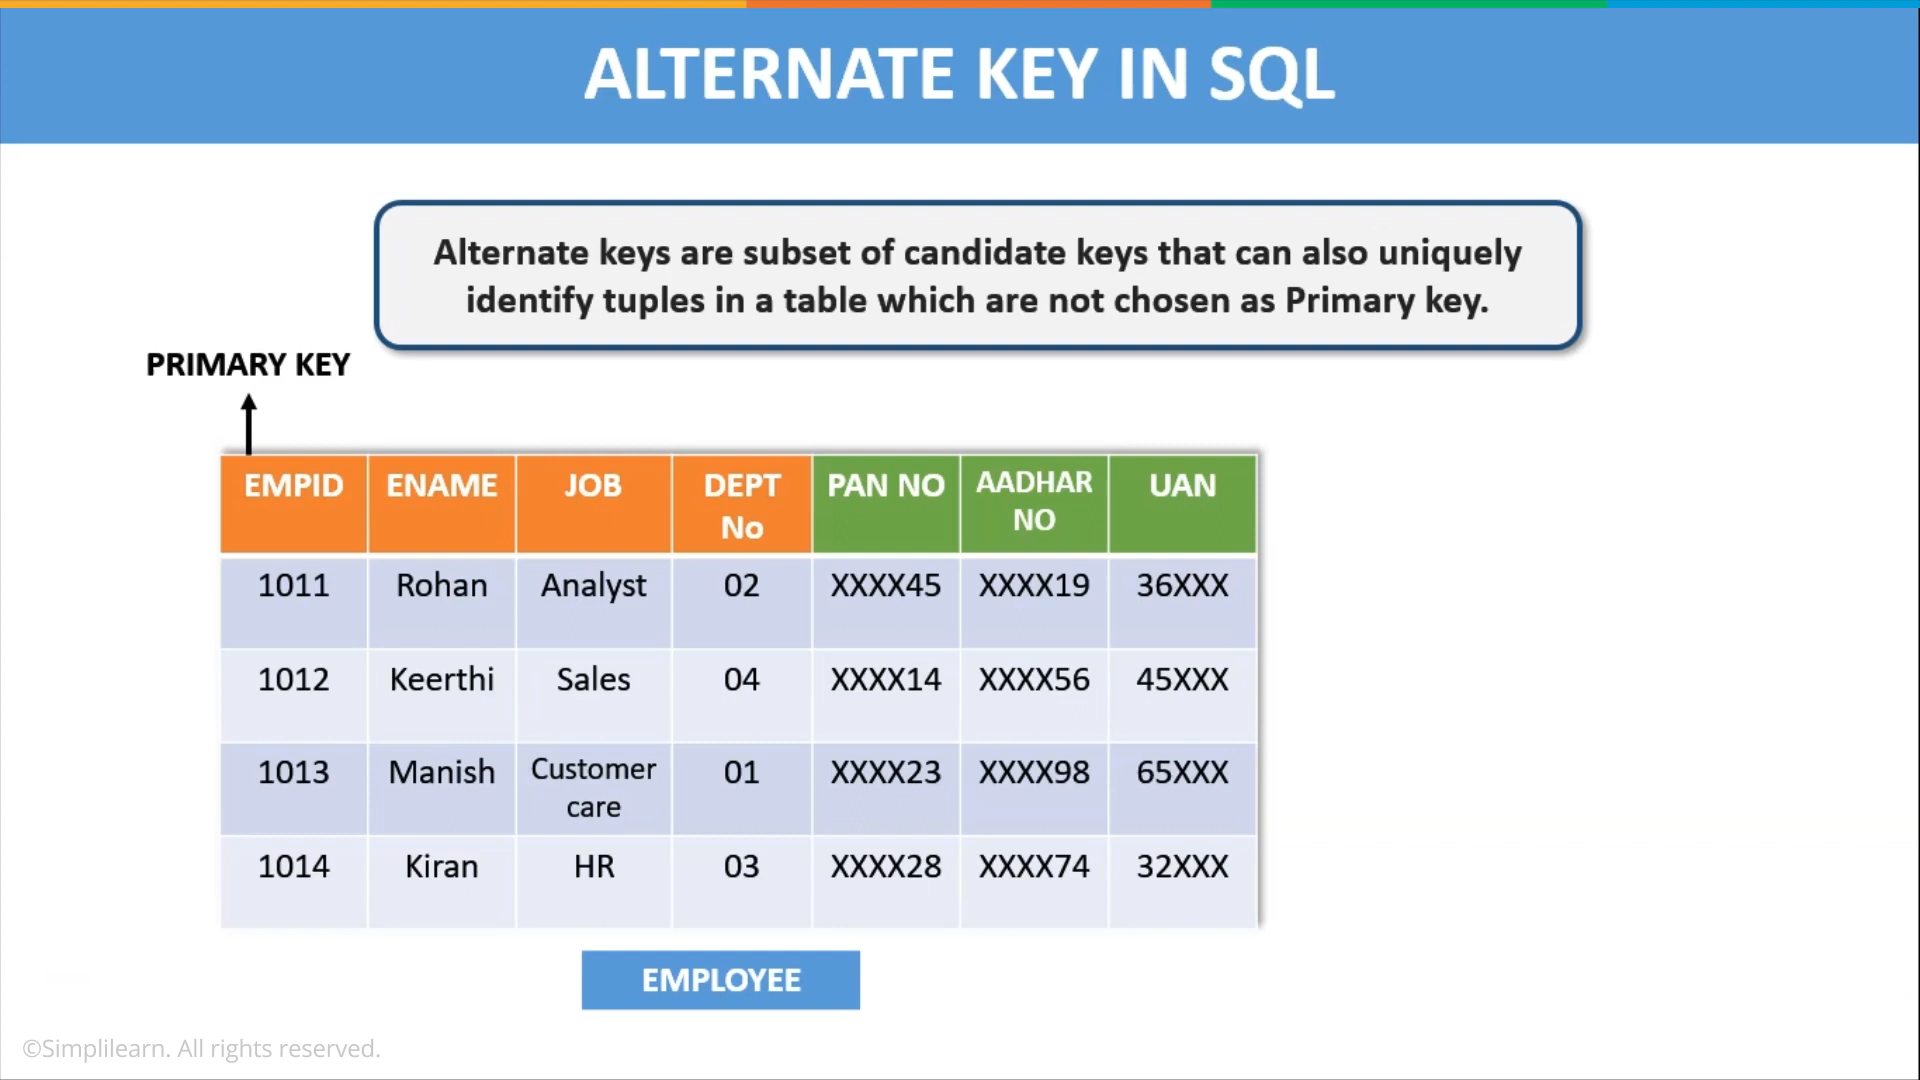 ALTERNATE KEY IN SQL
Alternate keys are subset of candidate keys that can also uniquely
identify tuples in a table which are not chosen as Primary key.
PRIMARY KEY
EMPID ENAME JOB DEPT No PAN NO AADHAR NO UAN
1011 Rohan Analyst 02 XXXX45 XXXX19 36XXX
1012 Keerthi Sales 04 XXXX14 XXXX56 45XXX
1013 Manish Customer care 01 XXXX23 XXXX98 65XXX
1014 Kiran HR 03 XXXX28 XXXX74 32XXX
EMPLOYEE
©Simplilearn. All rights reserved.